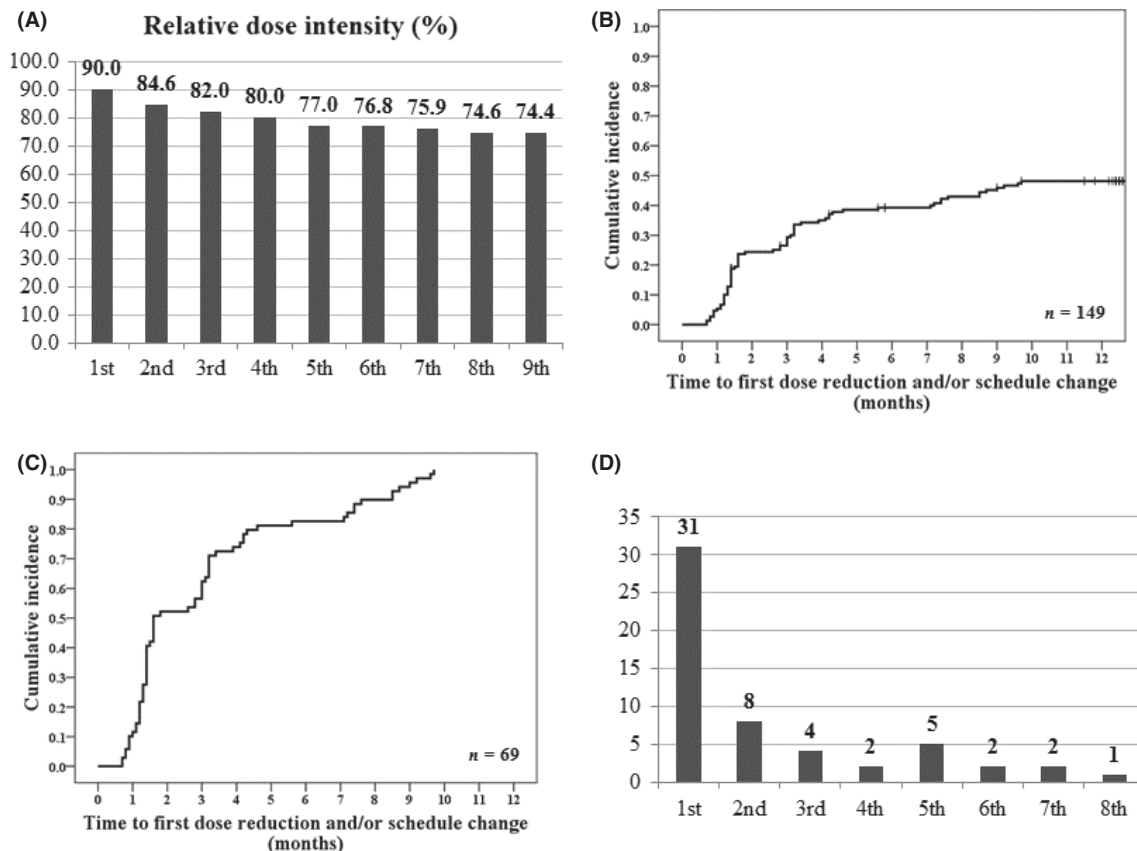 (A)
Relative dose intensity (%)
100.0
90.0
80.0
70.0
60.0
50.0
40.0
30.0
20.0
10.0
0.0
90.0 84.6 82.0 80.0 77.0 76.8 75.9 74.6 74.4
1st 2nd 3rd 4th 5th 6th 7th 8th 9th
(B)
Cumulative incidence
1.0
0.9
0.8
0.7
0.6
0.5
0.4
0.3
0.2
0.1
0.0
n = 149
0 1 2 3 4 5 6 7 8 9 10 11 12
Time to first dose reduction and/or schedule change
(months)
(C)
Cumulative incidence
1.0
0.9
0.8
0.7
0.6
0.5
0.4
0.3
0.2
0.1
0.0
n = 69
0 1 2 3 4 5 6 7 8 9 10 11 12
Time to first dose reduction and/or schedule change
(months)
(D)
35
30
25
20
15
10
5
0
31 8 4 2 5 2 2 1
1st 2nd 3rd 4th 5th 6th 7th 8th